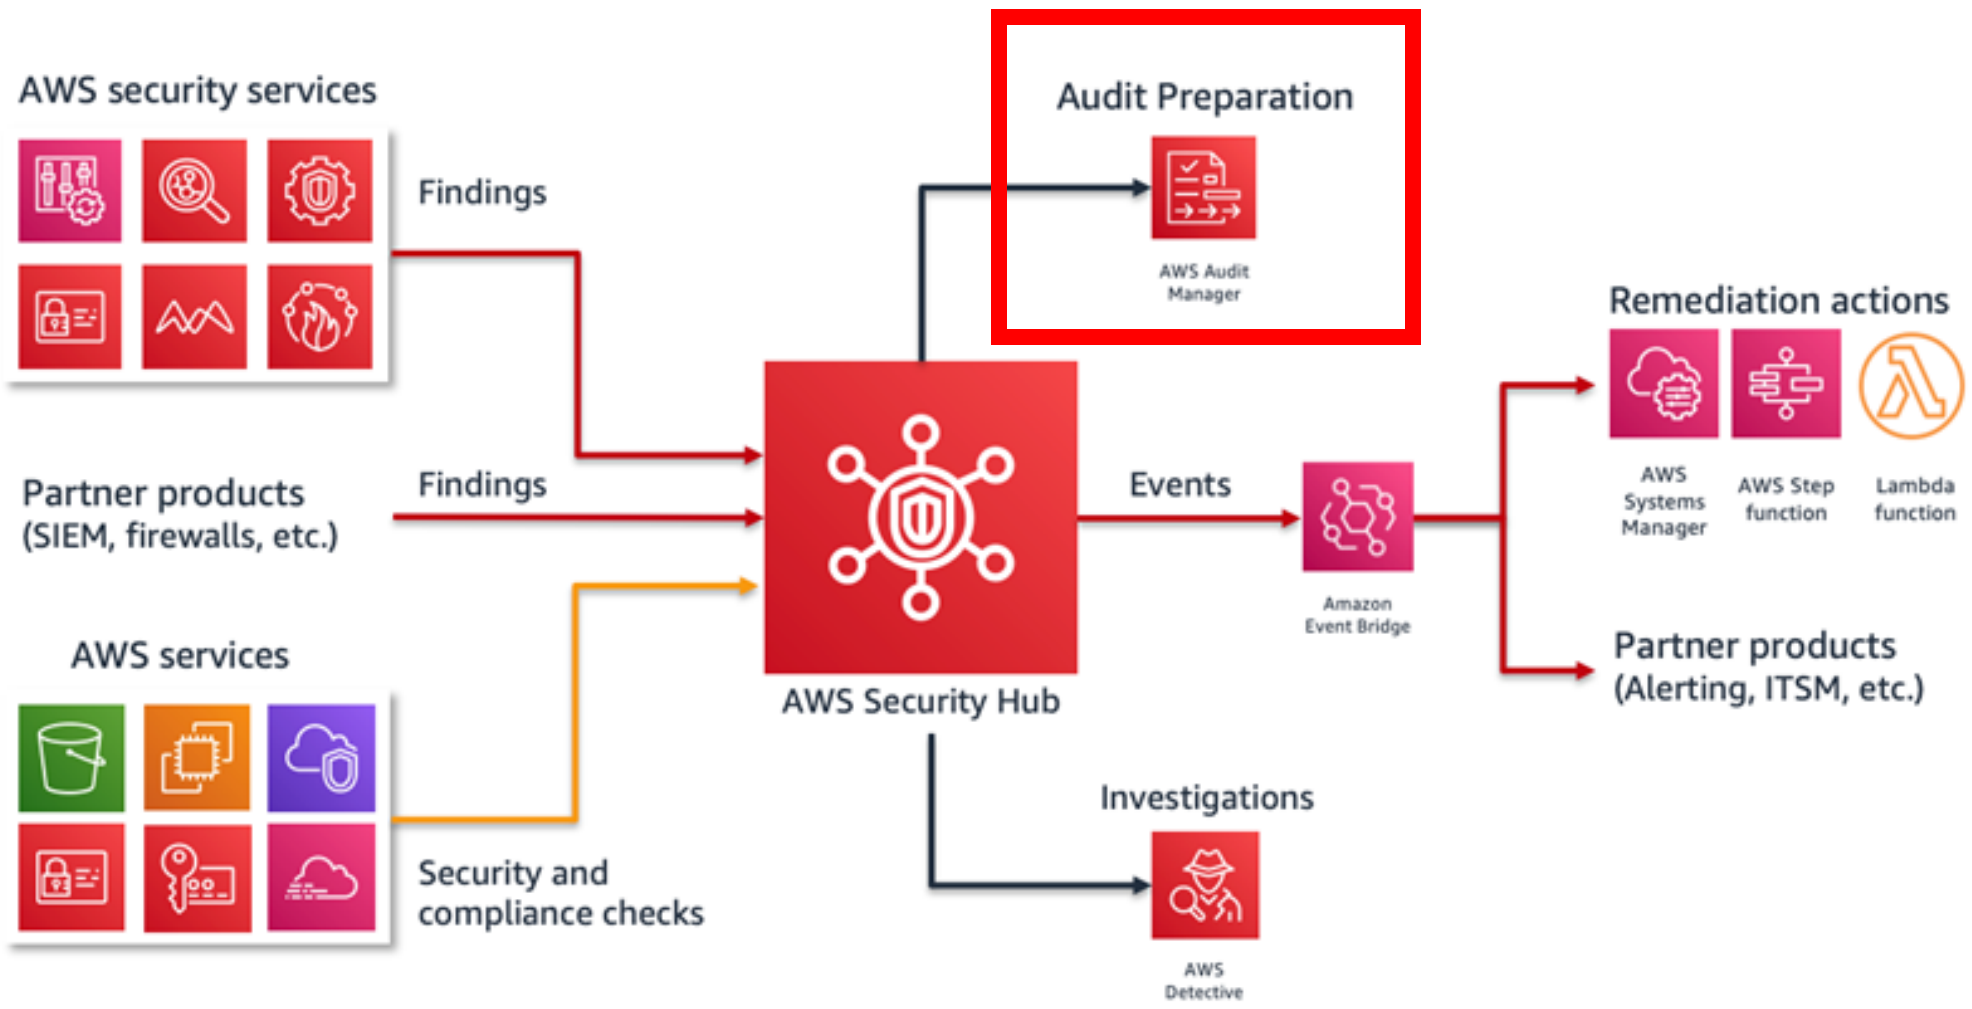 AWS security services
Findings
Partner products
(SIEM, firewalls, etc.)
Findings
AWS services
Security and
compliance checks
AWS Security Hub
Audit Preparation
AWS Audit
Manager
Events
Amazon
Event Bridge
Investigations
AWS
Detective
Remediation actions
AWS
Systems
Manager
AWS Step
function
Lambda
function
Partner products
(Alerting, ITSM, etc.)